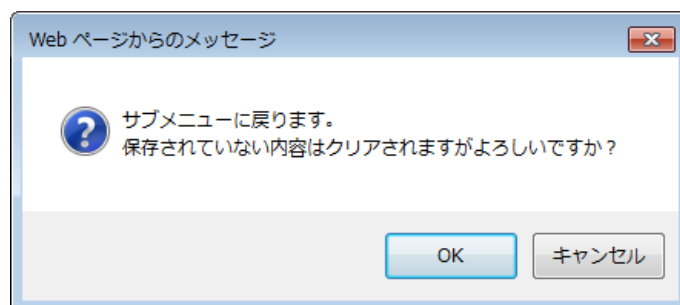 Web ページからのメッセージ
サブメニューに戻ります。
保存されていない内容はクリアされますがよろしいですか？
OK
キャンセル